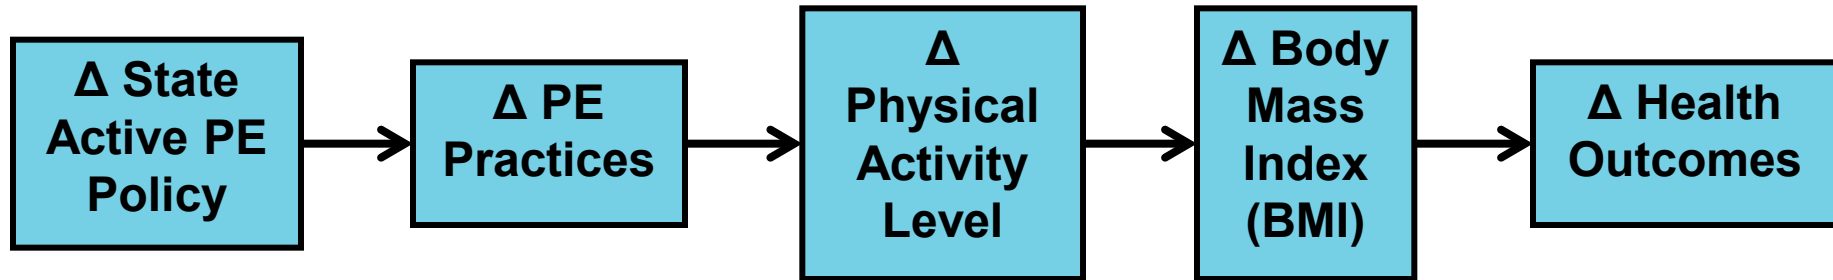 Δ State
Active PE
Policy
Δ PE
Practices
Δ
Physical
Activity
Level
Δ Body
Mass
Index
(BMI)
Δ Health
Outcomes